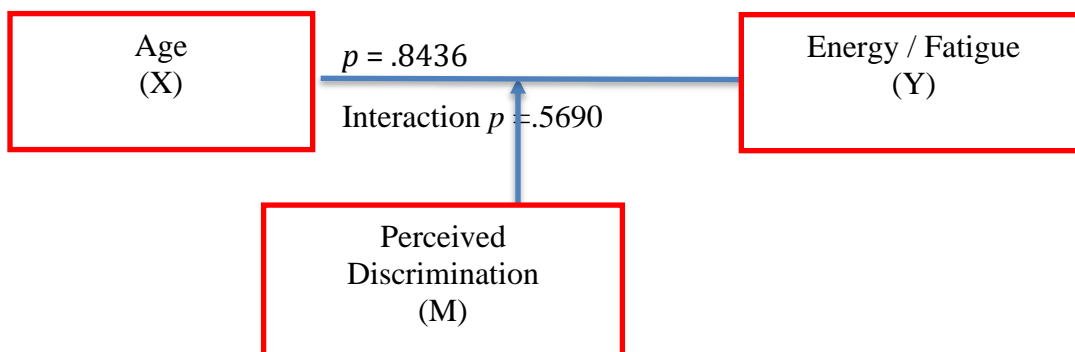 Age
(X)
p = .8436
Interaction p =.5690
Energy / Fatigue
(Y)
Perceived
Discrimination
(M)